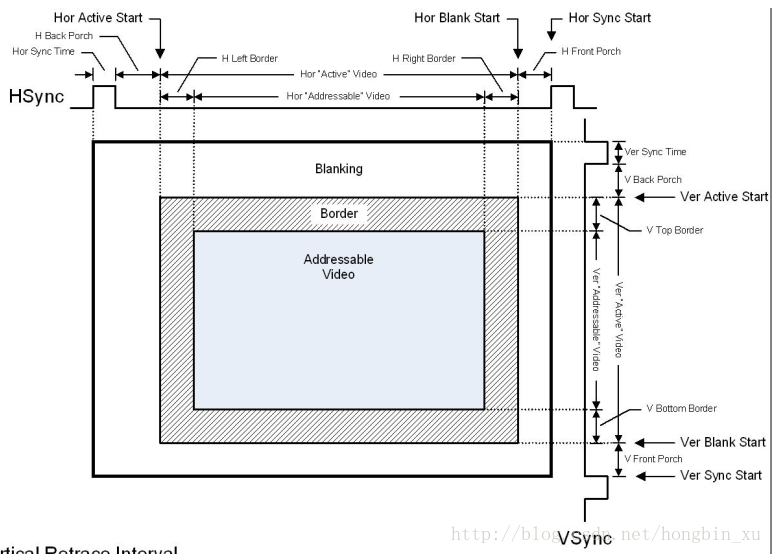 Hor Active Start
Hor Blank Start
Hor Sync Start
H Back Porch
Hor Sync Time
H Left Border
H Right Border
H Front Porch
Hor "Active" Video
Hor "Addressable" Video
HSync
Blanking
Border
Addressable
Video
Ver Sync Time
V Back Porch
Ver Active Start
V Top Border
Ver "Addressable" Video
Ver "Active" Video
V Bottom Border
Ver Blank Start
V Front Porch
Ver Sync Start
VSync
http://blog.csdn.net/hongbin_xu
rtical Retrace Interval